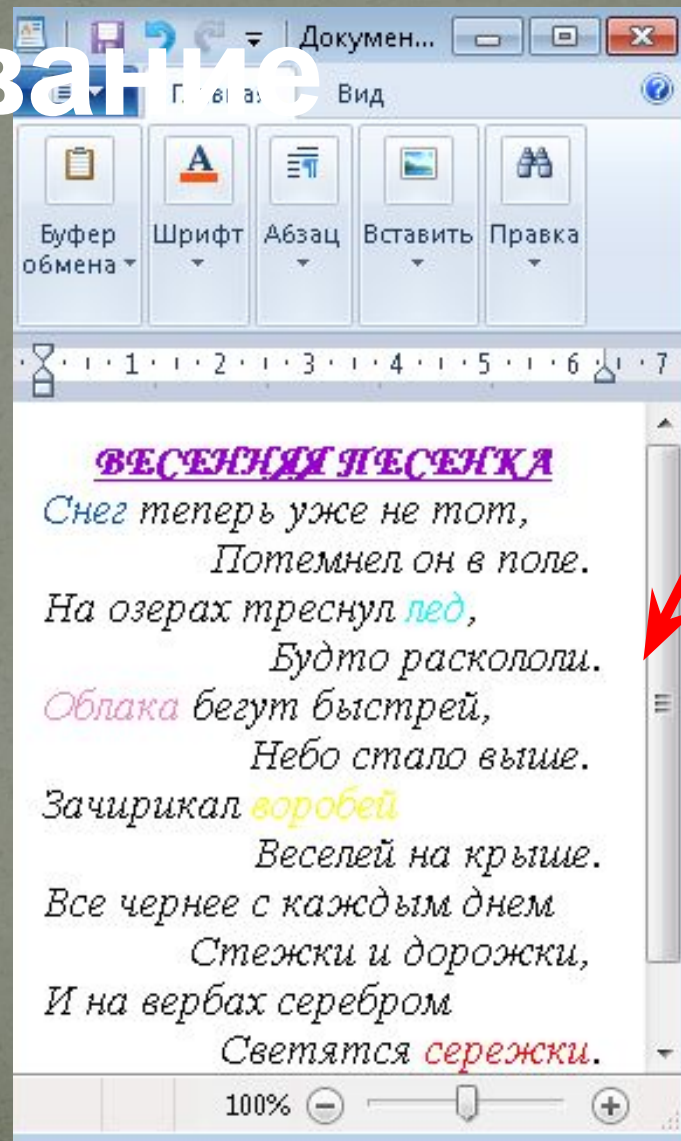 Докумен...
вание
Вид
Буфер обмена
Шрифт
Абзац
Вставить
Правка
1 2 3 4 5 6 7
ВЕСЕННЯЯ ПЕСЕНКА
Снег теперь уже не тот,
Потемнел он в поле.
На озерах треснул лед,
Будто раскололи.
Облака бегут быстрей,
Небо стало выше.
Зачирикал воробей
Веселей на крыше.
Все чернее с каждым днем
Стежки и дорожки,
И на вербах серебром
Светятся сережки.
100%